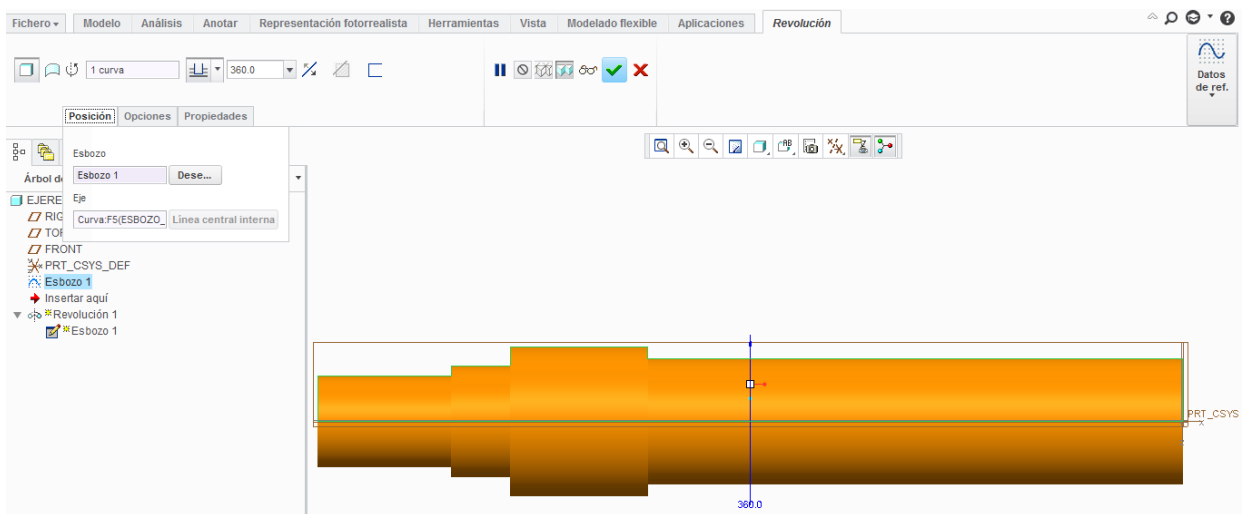 Fichero Modelo Análisis Anotar Representación fotorrealista Herramientas Vista Modelado flexible Aplicaciones Revolución
1 curva 360.0
Datos
de ref.
Posición Opciones Propiedades
Esbozo
Árbol d
Esbozo 1 Dese...
EJERE
Eje
RIG
Curva:F5(ESBOZO_ Línea central interna
TOP
FRONT
PRT_CSYS_DEF
Esbozo 1
Insertar aquí
Revolución 1
Esbozo 1
PRT_CSYS
x
360.0